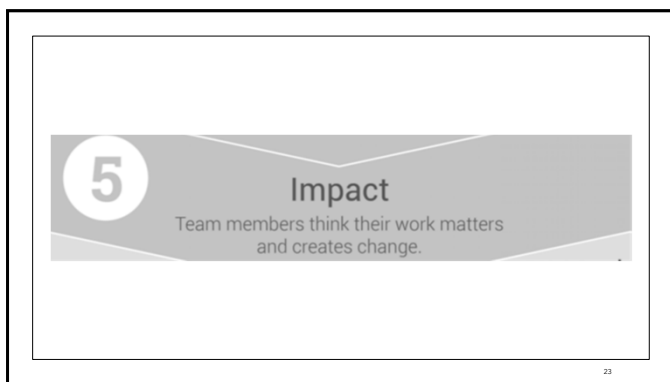 5
Impact
Team members think their work matters
and creates change.
23